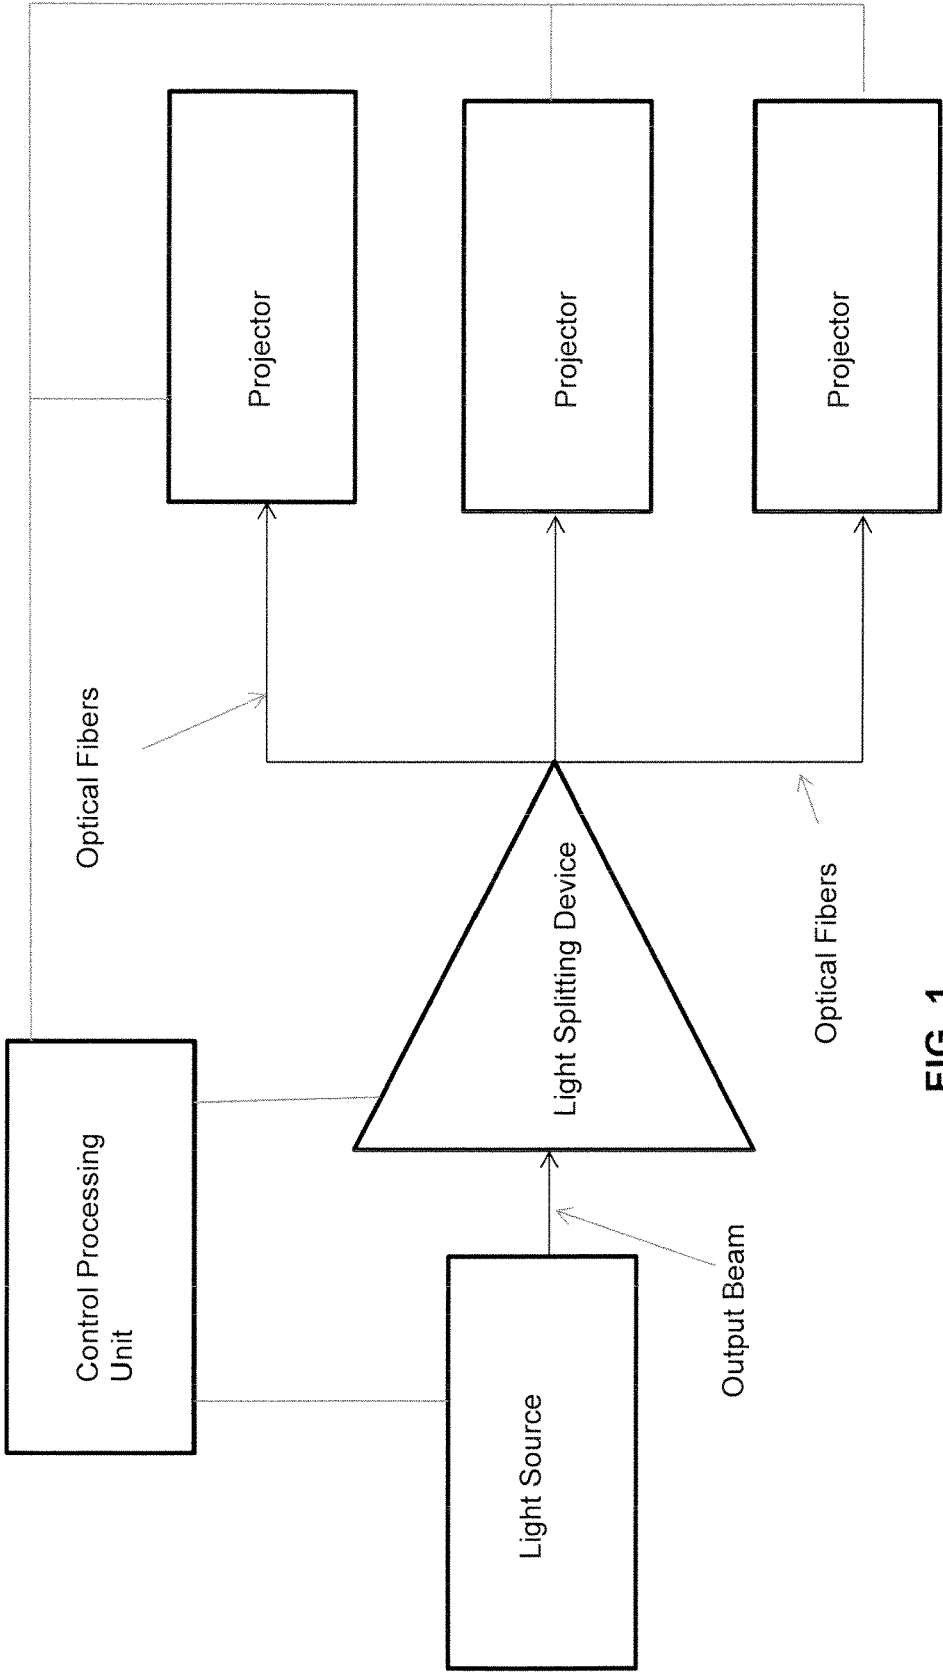 Control Processing
Unit
Optical Fibers
Projector
Light Source
Light Splitting Device
Projector
Output Beam
Optical Fibers
Projector
FIG. 1